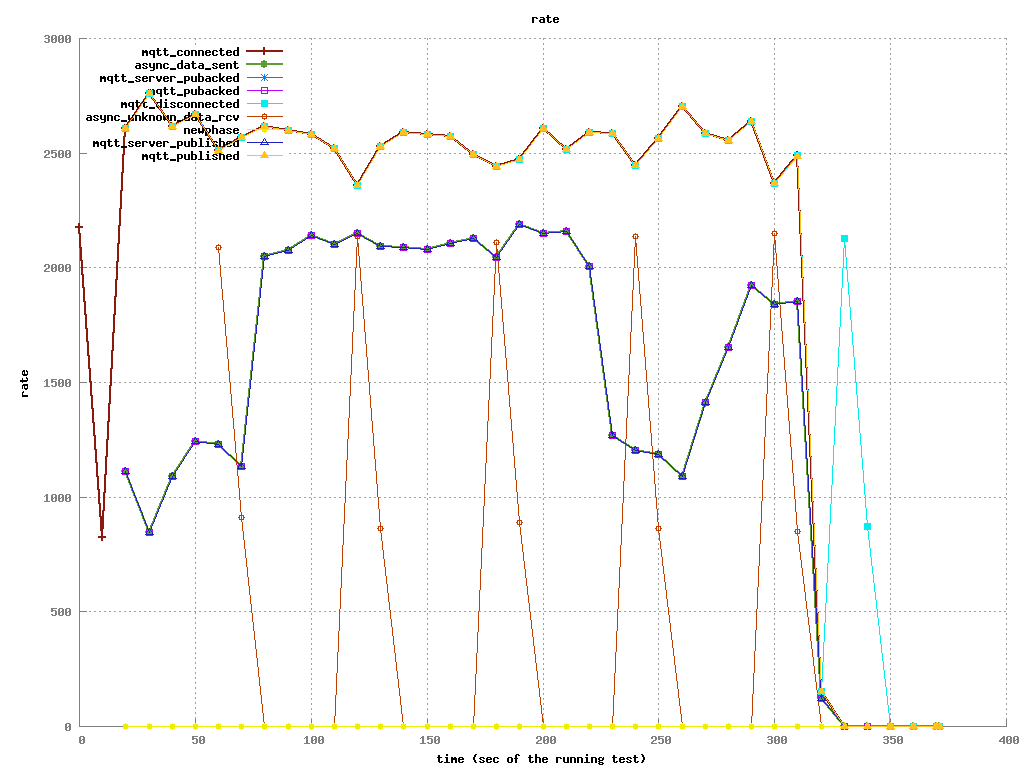 rate
3000
2500
2000
1500
1000
500
0
rate
mqtt_connected
async_data_sent
mqtt_server_pubacked
mqtt_pubacked
mqtt_disconnected
async_unknown_data_rcv
newphase
mqtt_server_published
mqtt_published
0 50 100 150 200 250 300 350 400
time (sec of the running test)